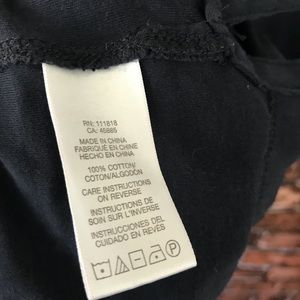 RN: 111818
CA: 45885
MADE IN CHINA
FABRIQUÉ EN CHINE
HECHO EN CHINA
100% COTTON/
COTON/ALGODÓN
CARE INSTRUCTIONS
ON REVERSE
INSTRUCTIONS DE
SOIN SUR L'INVERSE
INSTRUCCIONES DEL
CUIDADO EN REVÉS
P